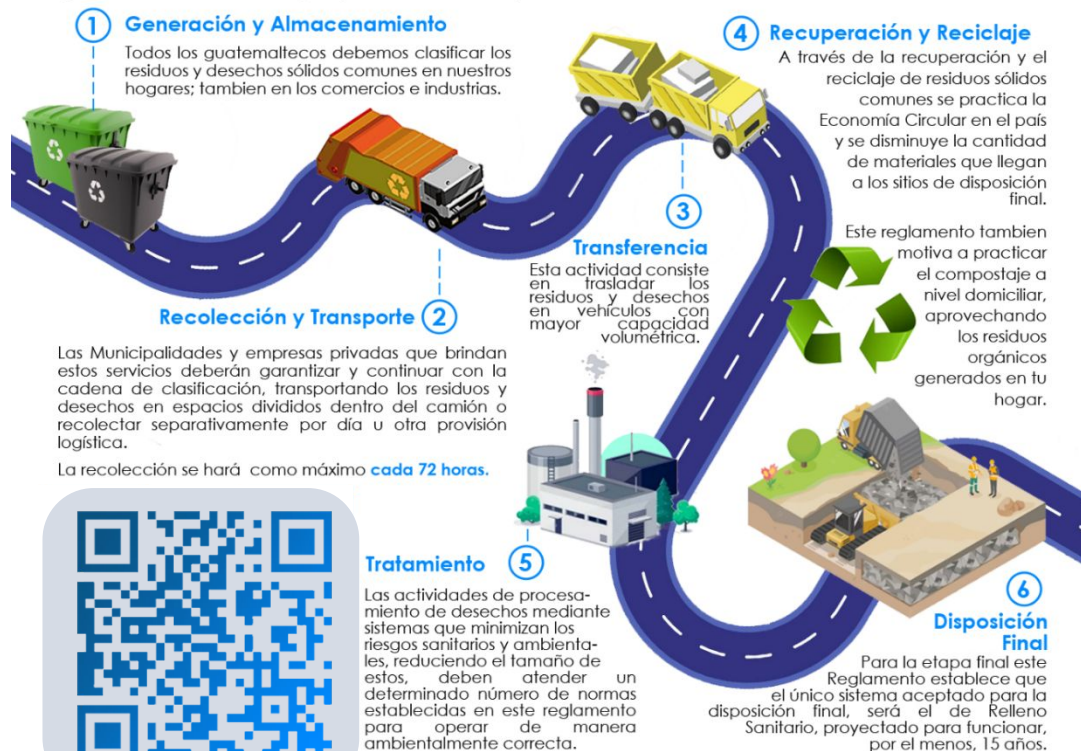 1 Generación y Almacenamiento
Todos los guatemaltecos debemos clasificar los
residuos y desechos sólidos comunes en nuestros
hogares; tambien en los comercios e industrias.
Recolección y Transporte 2
Las Municipalidades y empresas privadas que brindan
estos servicios deberán garantizar y continuar con la
cadena de clasificación, transportando los residuos y
desechos en espacios divididos dentro del camión o
recolectar separativamente por día u otra provisión
logística.
La recolección se hará como máximo cada 72 horas.
3
Transferencia
Esta actividad consiste
en trasladar los
residuos y desechos
en vehículos con
mayor capacidad
volumétrica.
4 Recuperación y Reciclaje
A través de la recuperación y el
reciclaje de residuos sólidos
comunes se practica la
Economía Circular en el país
y se disminuye la cantidad
de materiales que llegan
a los sitios de disposición
final.
Este reglamento tambien
motiva a practicar
el compostaje a
nivel domiciliar,
aprovechando
los residuos
orgánicos
generados en tu
hogar.
Tratamiento 5
Las actividades de procesa-
miento de desechos mediante
sistemas que minimizan los
riesgos sanitarios y ambienta-
les, reduciendo el tamaño de
estos, deben atender un
determinado número de normas
establecidas en este reglamento
para operar de manera
ambientalmente correcta.
6
Disposición
Final
Para la etapa final este
Reglamento establece que
el único sistema aceptado para la
disposición final, será el de Relleno
Sanitario, proyectado para funcionar,
por el mas, 15 años.